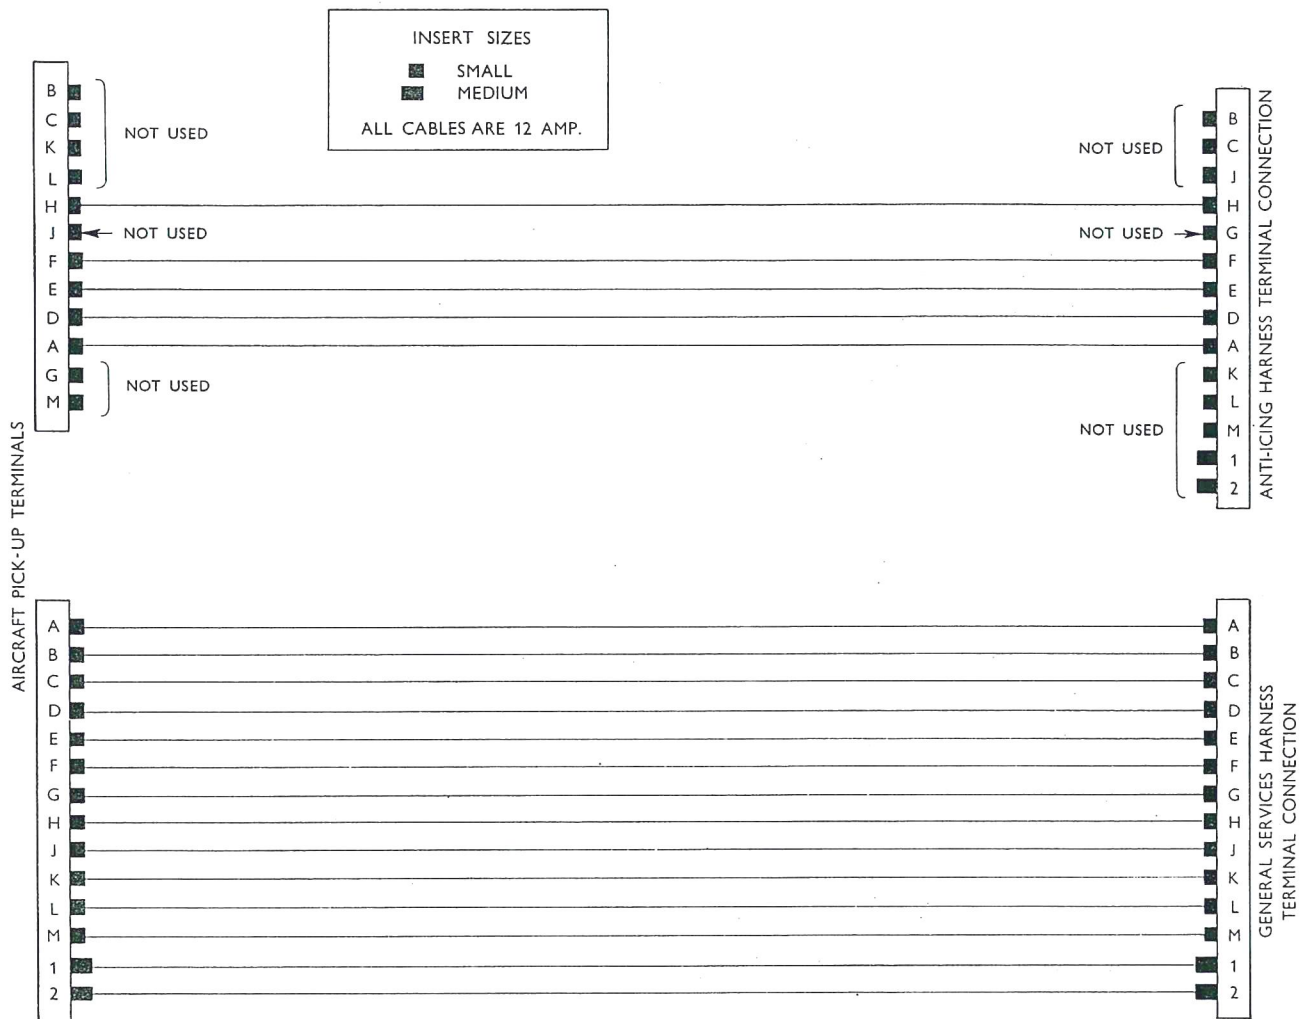 INSERT SIZES
SMALL
MEDIUM
ALL CABLES ARE 12 AMP.
AIRCRAFT PICK-UP TERMINALS
B
C
K
L
NOT USED
H
J
NOT USED
F
E
D
A
G
M
NOT USED
ANTI-ICING HARNESS TERMINAL CONNECTION
B
C
J
NOT USED
H
G
NOT USED
F
E
D
A
K
L
M
1
2
NOT USED
A
B
C
D
E
F
G
H
J
K
L
M
1
2
A
B
C
D
E
F
G
H
J
K
L
M
1
2
GENERAL SERVICES HARNESS
TERMINAL CONNECTION